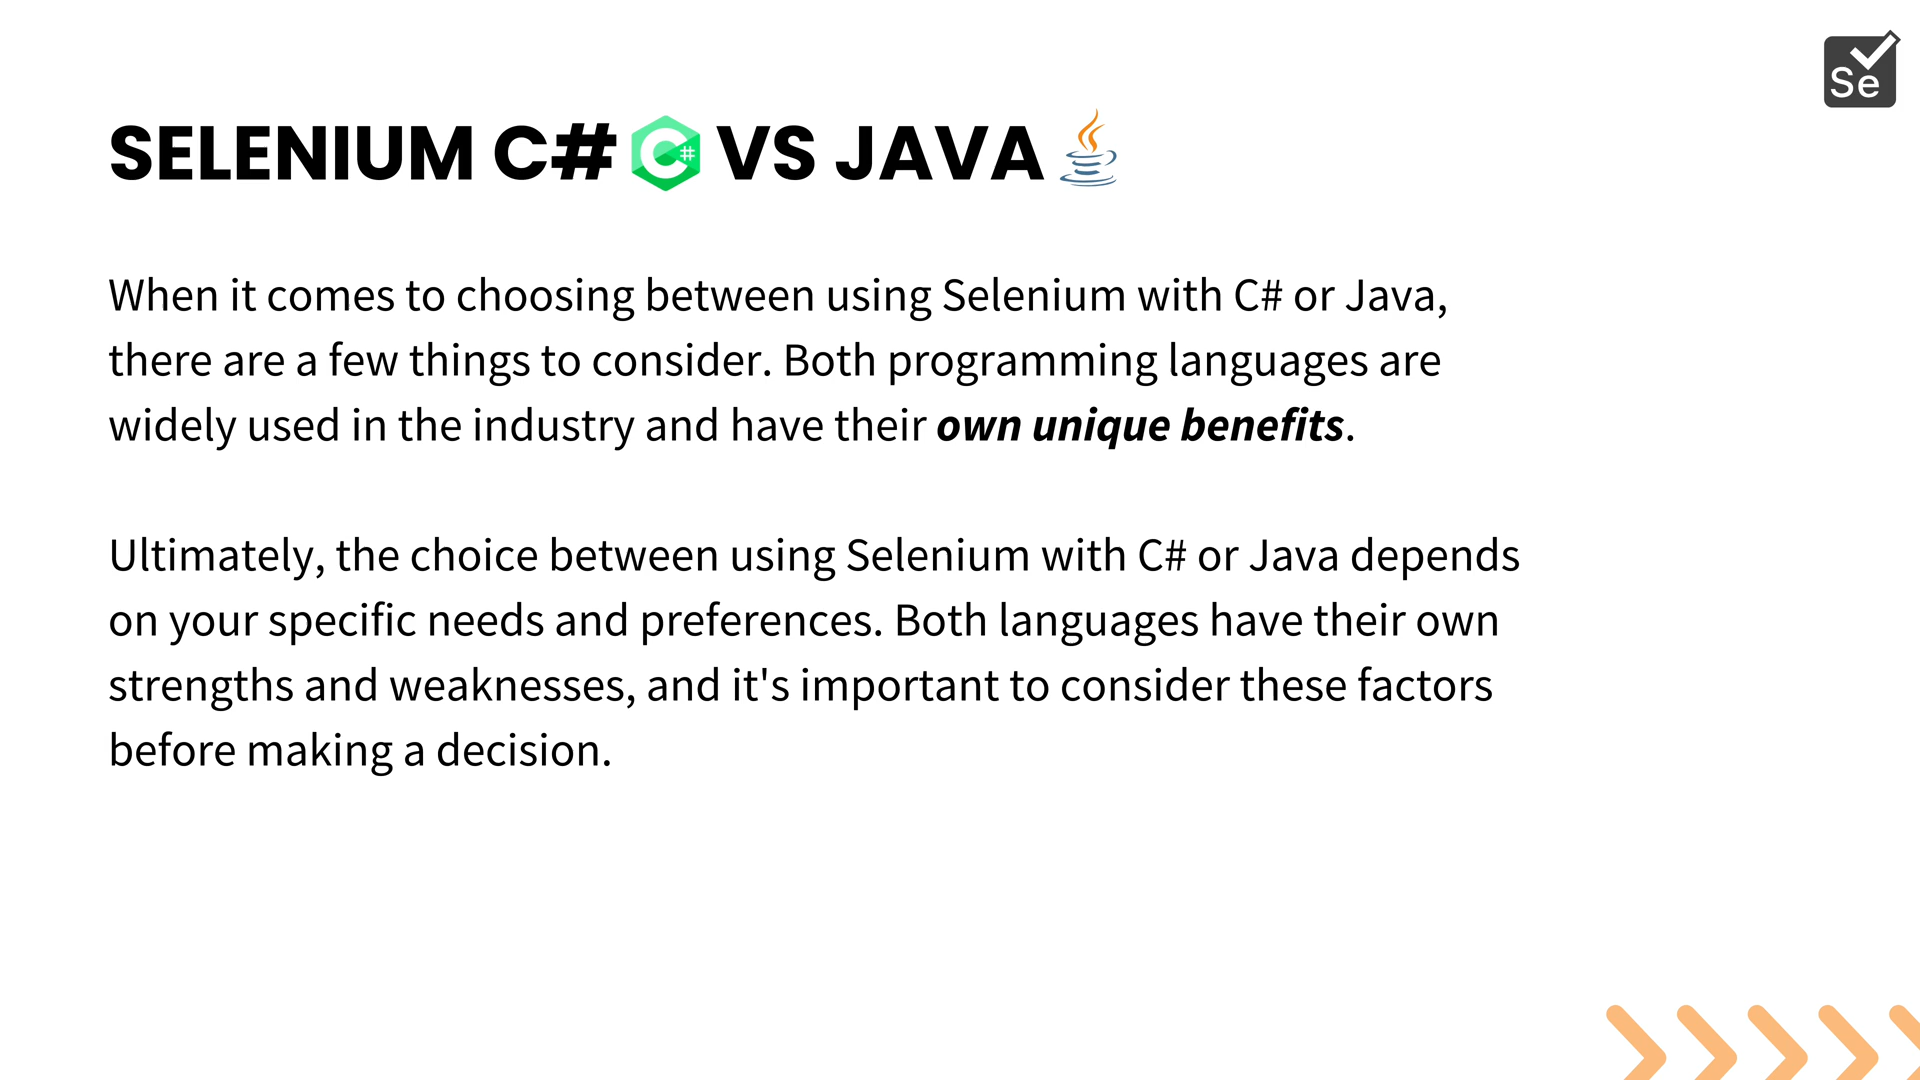 Se
SELENIUM C# C# VS JAVA
When it comes to choosing between using Selenium with C# or Java,
there are a few things to consider. Both programming languages are
widely used in the industry and have their own unique benefits.
Ultimately, the choice between using Selenium with C# or Java depends
on your specific needs and preferences. Both languages have their own
strengths and weaknesses, and it's important to consider these factors
before making a decision.